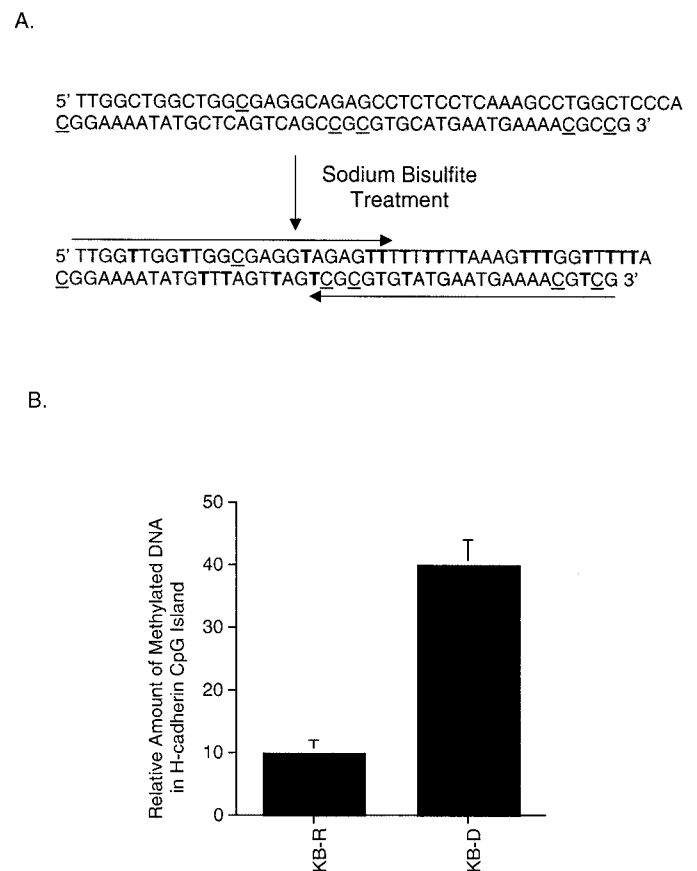 A.
5' TTGGCTGGCTGGCGAGGCAGAGCCTCTCCTCAAAGCCTGGCTCCCA
CGGAAAATATGCTCAGTCAGCCGCGTGCATGAATGAAAACGCCG 3'
Sodium Bisulfite
Treatment
5' TTGGTTGGTTGGCGAGGTAGAGTTTTTTTTTAAAGTTTGGTTTTTA
CGGAAAATATGTTTAGTTAGTCGCGTGTATGAATGAAAACGTCG 3'
B.
Relative Amount of Methylated DNA
in H-cadherin CpG Island
50
40
30
20
10
0
KB-R
KB-D